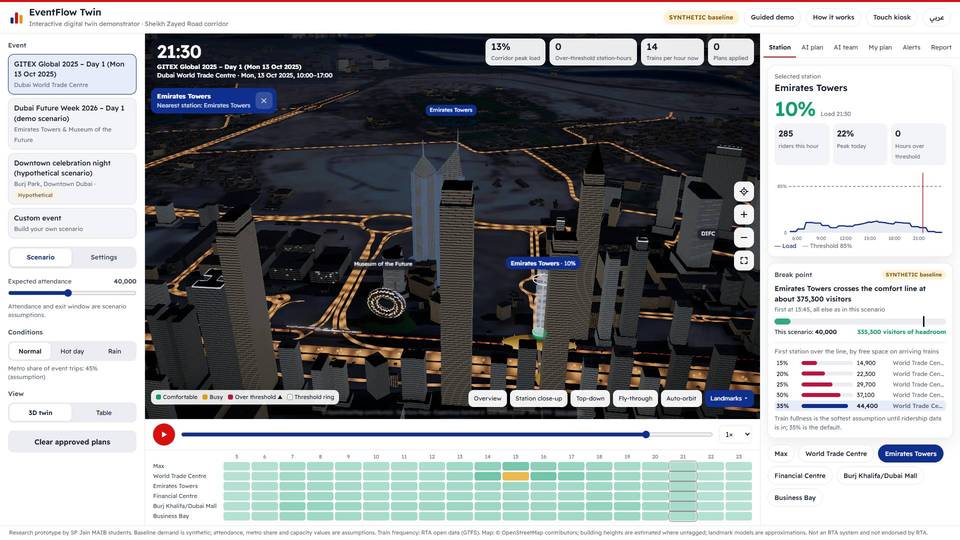 EventFlow Twin
Interactive digital twin demonstrator · Sheikh Zayed Road corridor
SYNTHETIC baseline
Guided demo
How it works
Touch kiosk
عربي
Event
GITEX Global 2025 – Day 1 (Mon
13 Oct 2025)
Dubai World Trade Centre
Dubai Future Week 2026 – Day 1
(demo scenario)
Emirates Towers & Museum of the
Future
Downtown celebration night
(hypothetical scenario)
Burj Park, Downtown Dubai ·
Hypothetical
Custom event
Build your own scenario
Scenario
Settings
Expected attendance 40,000
Attendance and exit window are scenario
assumptions.
Conditions
Normal
Hot day
Rain
Metro share of event trips: 45%
(assumption)
View
3D twin
Table
Clear approved plans
21:30
GITEX Global 2025 – Day 1 (Mon 13 Oct 2025)
Dubai World Trade Centre · Mon, 13 Oct 2025, 10:00–17:00
Emirates Towers
Nearest station: Emirates Towers
13%
Corridor peak load
0
Over-threshold station-hours
14
Trains per hour now
0
Plans applied
Emirates Towers
DIFC
Museum of the Future
Emirates Towers · 10%
Comfortable
Busy
Over threshold ▲
Threshold ring
Overview
Station close-up
Top-down
Fly-through
Auto-orbit
Landmarks
1×
5 6 7 8 9 10 11 12 13 14 15 16 17 18 19 20 21 22 23
Max
World Trade Centre
Emirates Towers
Financial Centre
Burj Khalifa/Dubai Mall
Business Bay
Station
AI plan
AI team
My plan
Alerts
Report
Selected station
Emirates Towers
10% Load 21:30
285
riders this hour
22%
Peak today
0
Hours over
threshold
85%
0
6:00 9:00 12:00 15:00 18:00 21:00
Load
Threshold 85%
Break point
SYNTHETIC baseline
Emirates Towers crosses the comfort line at
about 375,300 visitors
first at 15:45, all else as in this scenario
This scenario: 40,000
335,300 visitors of headroom
First station over the line, by free space on arriving trains
15% 14,900 World Trade Cen...
20% 22,300 World Trade Cen...
25% 29,700 World Trade Cen...
30% 37,100 World Trade Cen...
35% 44,400 World Trade Ce...
Train fullness is the softest assumption until ridership data
is in; 35% is the default.
Max
World Trade Centre
Emirates Towers
Financial Centre
Burj Khalifa/Dubai Mall
Business Bay
Research prototype by SP Jain MAIB students. Baseline demand is synthetic; attendance, metro share and capacity values are assumptions. Train frequency: RTA open data (GTFS). Map: © OpenStreetMap contributors; building heights are estimated where untagged; landmark models are approximations. Not an RTA system and not endorsed by RTA.